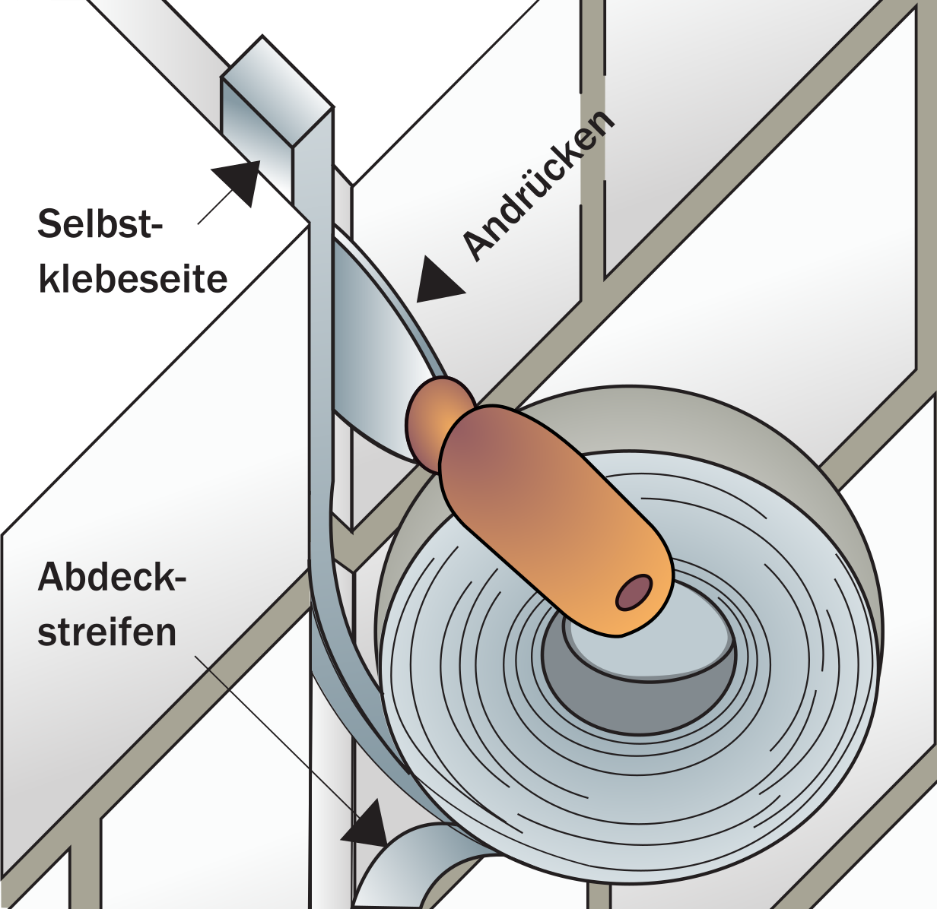 Selbst-
klebeseite
Andrücken
Abdeck-
streifen